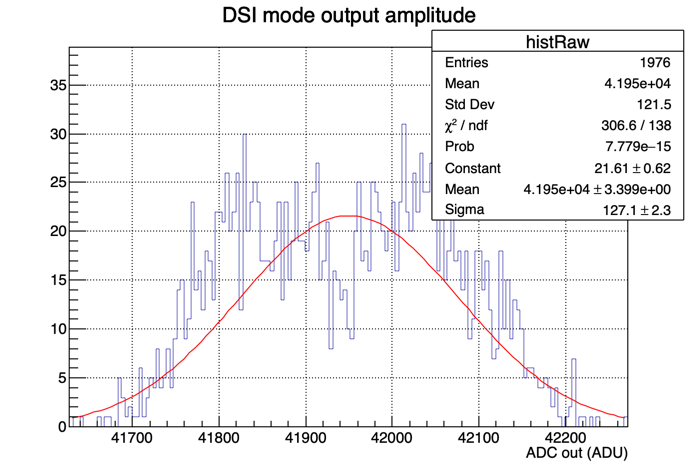 DSI mode output amplitude
histRaw
Entries 1976
Mean 4.195e+04
Std Dev 121.5
χ² / ndf 306.6 / 138
Prob 7.779e−15
Constant 21.61 ± 0.62
Mean 4.195e+04 ± 3.399e+00
Sigma 127.1 ± 2.3
35
30
25
20
15
10
5
0
41700 41800 41900 42000 42100 42200
ADC out (ADU)